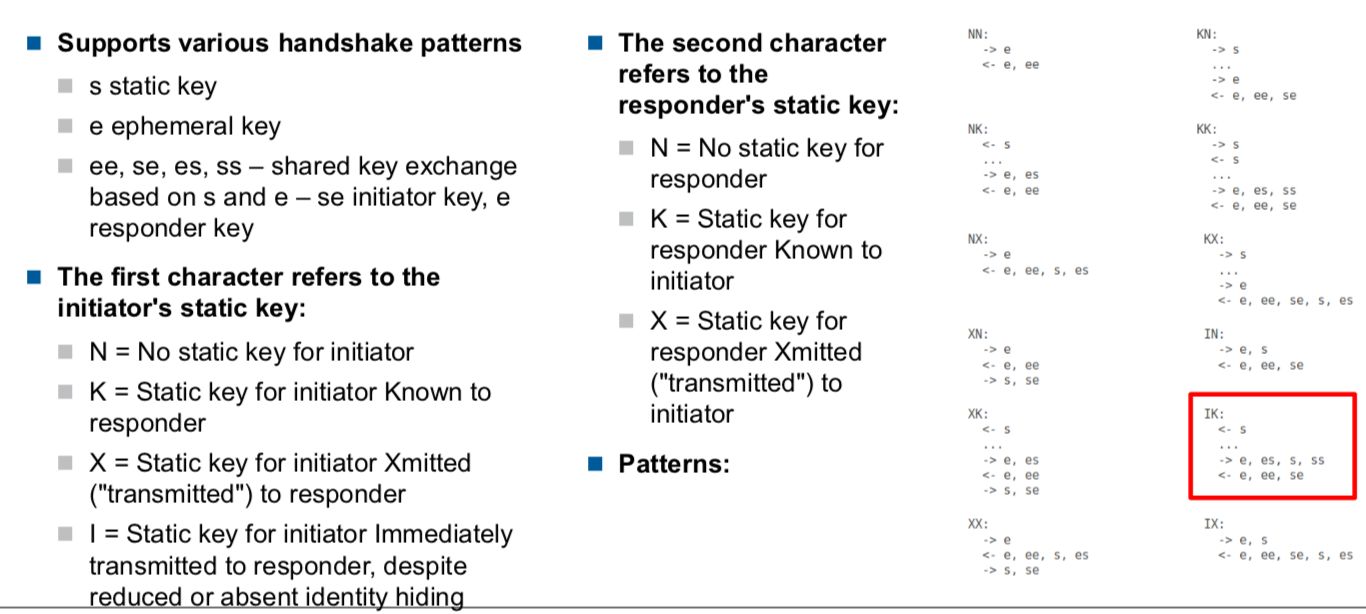 Supports various handshake patterns
s static key
e ephemeral key
ee, se, es, ss – shared key exchange
based on s and e – se initiator key, e
responder key
The first character refers to the
initiator's static key:
N = No static key for initiator
K = Static key for initiator Known to
responder
X = Static key for initiator Xmitted
("transmitted") to responder
I = Static key for initiator Immediately
transmitted to responder, despite
reduced or absent identity hiding
The second character
refers to the
responder's static key:
N = No static key for
responder
K = Static key for
responder Known to
initiator
X = Static key for
responder Xmitted
("transmitted") to
initiator
Patterns:
NN:
-> e
<- e, ee
NK:
<- s
...
-> e, es
<- e, ee
NX:
-> e
<- e, ee, s, es
XN:
-> e
<- e, ee
-> s, se
XK:
<- s
...
-> e, es
<- e, ee
-> s, se
XX:
-> e
<- e, ee, s, es
-> s, se
KN:
-> s
...
-> e
<- e, ee, se
KK:
-> s
<- s
...
-> e, es, ss
<- e, ee, se
KX:
-> s
...
-> e
<- e, ee, se, s, es
IN:
-> e, s
<- e, ee, se
IK:
<- s
...
-> e, es, s, ss
<- e, ee, se
IX:
-> e, s
<- e, ee, se, s, es